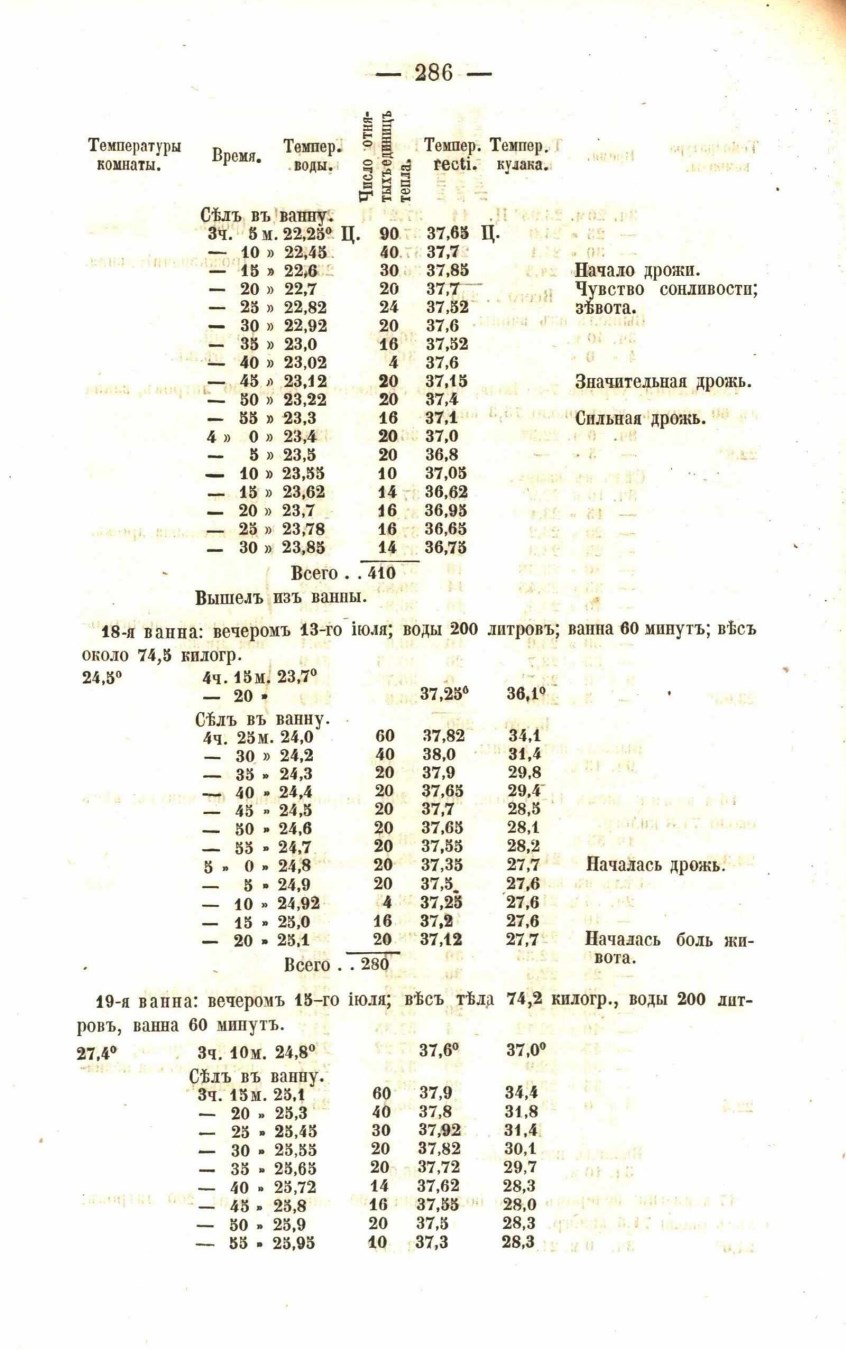 — 286 —
Температуры комнаты. Время. Темпер. воды. Число отнятыхъ единицъ тепла. Темпер. recti. Темпер. кулака.
Сѣлъ въ ванну.
3ч. 5 м. 22,25° Ц. 90 37,65 Ц.
— 10 » 22,45 40 37,7
— 15 » 22,6 30 37,85 Начало дрожи.
— 20 » 22,7 20 37,7 Чувство сонливости;
— 25 » 22,82 24 37,52 зѣвота.
— 30 » 22,92 20 37,6
— 35 » 23,0 16 37,52
— 40 » 23,02 4 37,6
— 45 » 23,12 20 37,15 Значительная дрожь.
— 50 » 23,22 20 37,4
— 55 » 23,3 16 37,1 Сильная дрожь.
4 » 0 » 23,4 20 37,0
— 5 » 23,5 20 36,8
— 10 » 23,55 10 37,05
— 15 » 23,62 14 36,62
— 20 » 23,7 16 36,95
— 25 » 23,78 16 36,65
— 30 » 23,85 14 36,75
Всего . . 410
Вышелъ изъ ванны.
18-я ванна: вечеромъ 13-го іюля; воды 200 литровъ; ванна 60 минутъ; вѣсъ
около 74,5 килогр.
24,5° 4ч. 15м. 23,7°
— 20 » 37,25° 36,1°
Сѣлъ въ ванну.
4ч. 25м. 24,0 60 37,82 34,1
— 30 » 24,2 40 38,0 31,4
— 35 » 24,3 20 37,9 29,8
— 40 » 24,4 20 37,65 29,4
— 45 » 24,5 20 37,7 28,5
— 50 » 24,6 20 37,65 28,1
— 55 » 24,7 20 37,55 28,2
5 » 0 » 24,8 20 37,35 27,7 Началась дрожь.
— 5 » 24,9 20 37,5 27,6
— 10 » 24,92 4 37,25 27,6
— 15 » 25,0 16 37,2 27,6
— 20 » 25,1 20 37,12 27,7 Началась боль жи-
Всего . . 280 вота.
19-я ванна: вечеромъ 15-го іюля; вѣсъ тѣла 74,2 килогр., воды 200 лит-
ровъ, ванна 60 минутъ.
27,4° 3ч. 10м. 24,8° 37,6° 37,0°
Сѣлъ въ ванну.
3ч. 15м. 25,1 60 37,9 34,4
— 20 » 25,3 40 37,8 31,8
— 25 » 25,45 30 37,92 31,4
— 30 » 25,55 20 37,82 30,1
— 35 » 25,65 20 37,72 29,7
— 40 » 25,72 14 37,62 28,3
— 45 » 25,8 16 37,55 28,0
— 50 » 25,9 20 37,5 28,3
— 55 » 25,95 10 37,3 28,3